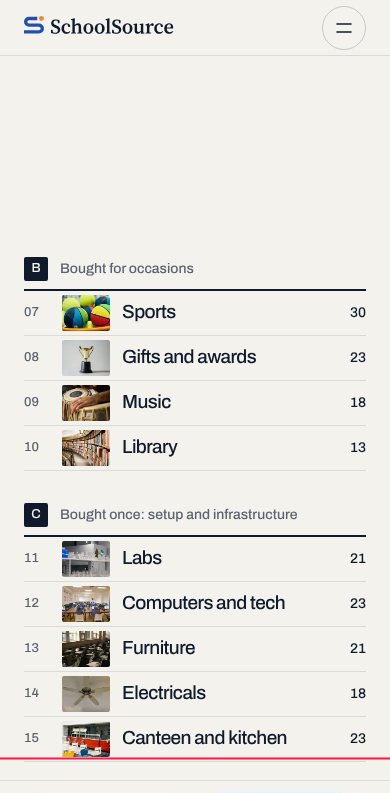 SchoolSource
B Bought for occasions
07 Sports 30
08 Gifts and awards 23
09 Music 18
10 Library 13
C Bought once: setup and infrastructure
11 Labs 21
12 Computers and tech 23
13 Furniture 21
14 Electricals 18
15 Canteen and kitchen 23